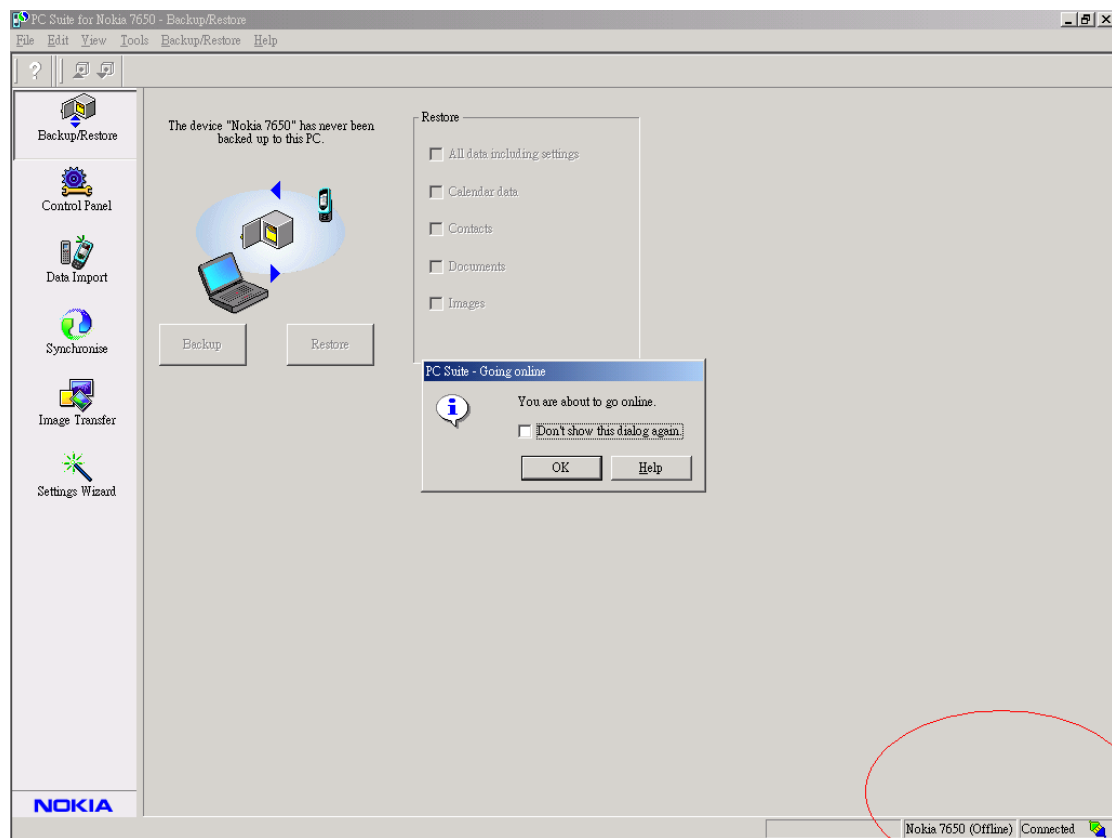 PC Suite for Nokia 7650 - Backup/Restore
File Edit View Tools Backup/Restore Help
Backup/Restore
Control Panel
Data Import
Synchronise
Image Transfer
Settings Wizard
NOKIA
The device "Nokia 7650" has never been
backed up to this PC.
Backup Restore
Restore
All data including settings
Calendar data
Contacts
Documents
Images
PC Suite - Going online
You are about to go online.
Don't show this dialog again.
OK Help
Nokia 7650 (Offline) Connected